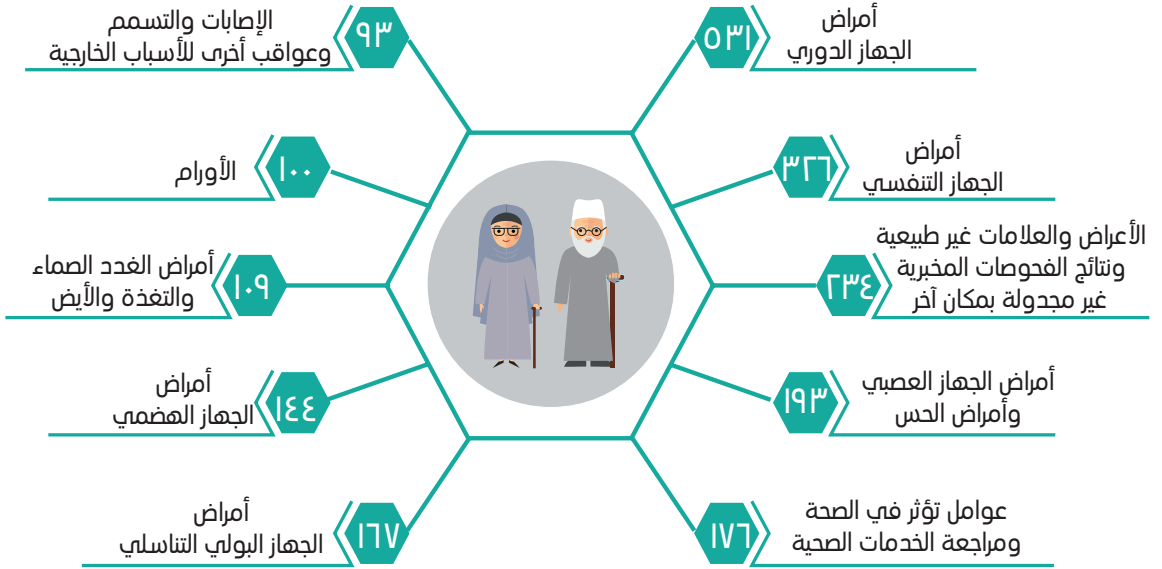 ٥٣١
أمراض
الجهاز الدوري
٣٢٦
أمراض
الجهاز التنفسي
٢٣٤
الأعراض والعلامات غير طبيعية
ونتائج الفحوصات المخبرية
غير مجدولة بمكان آخر
١٩٣
أمراض الجهاز العصبي
وأمراض الحس
١٧٦
عوامل تؤثر في الصحة
ومراجعة الخدمات الصحية
١٦٧
أمراض
الجهاز البولي التناسلي
١٤٤
أمراض
الجهاز الهضمي
١٠٩
أمراض الغدد الصماء
والتغذة والأيض
١٠٠
الأورام
٩٣
الإصابات والتسمم
وعواقب أخرى للأسباب الخارجية